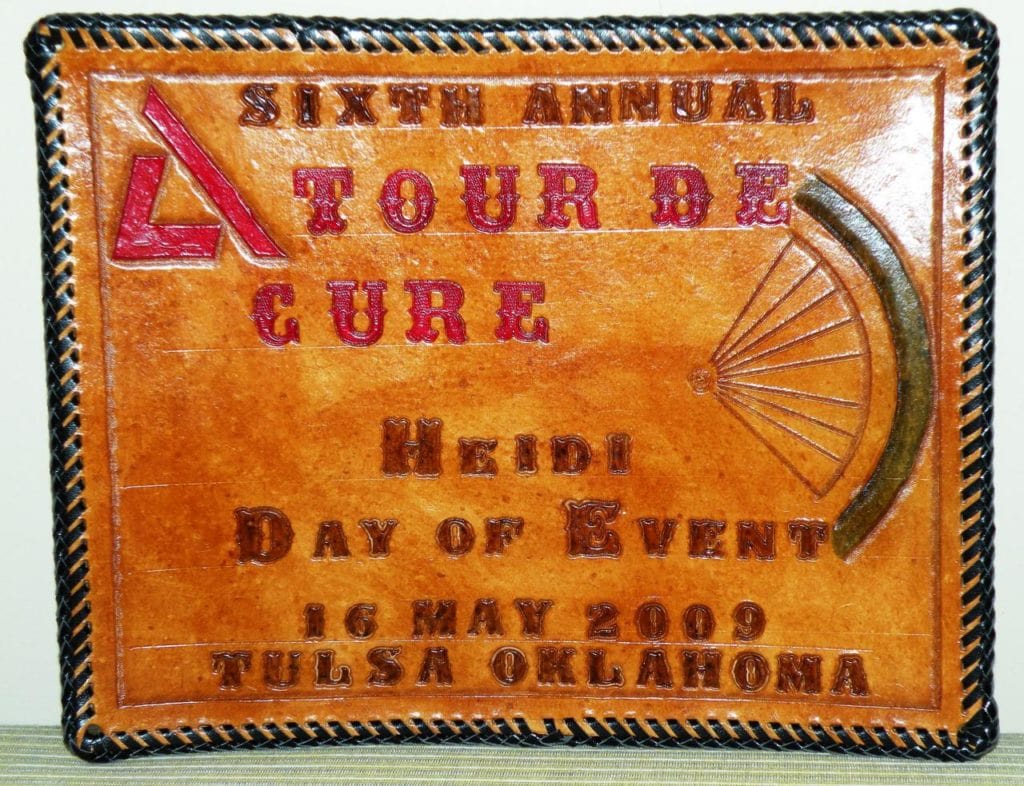 SIXTH ANNUAL
TOUR DE
CURE
HEIDI
DAY OF EVENT
16 MAY 2009
TULSA OKLAHOMA